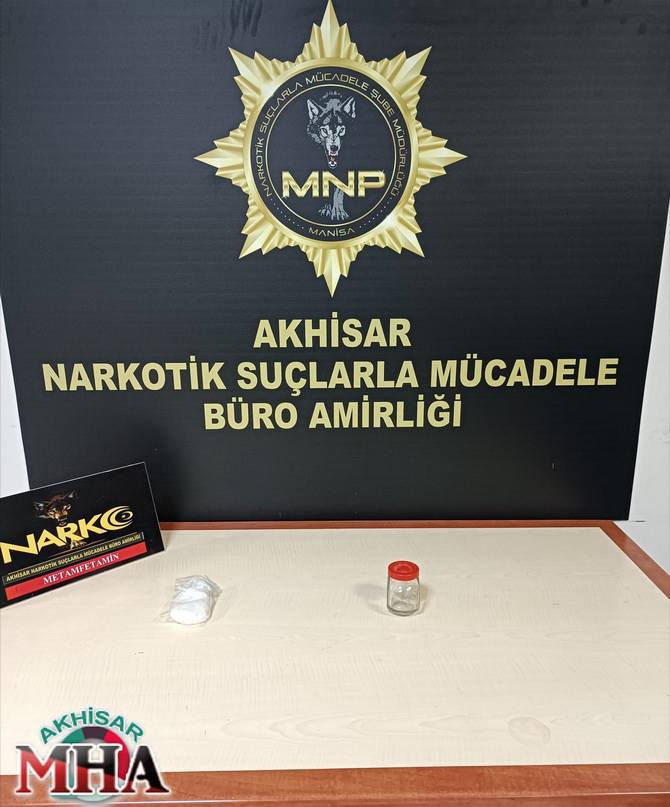 NARKOTİK SUÇLARLA MÜCADELE ŞUBE MÜDÜRLÜĞÜ
MNP
MANİSA
AKHİSAR
NARKOTİK SUÇLARLA MÜCADELE
BÜRO AMİRLİĞİ
NARKO
AKHİSAR NARKOTİK SUÇLARLA MÜCADELE BÜRO AMİRLİĞİ
METAMFETAMİN
AKHİSAR
MHA